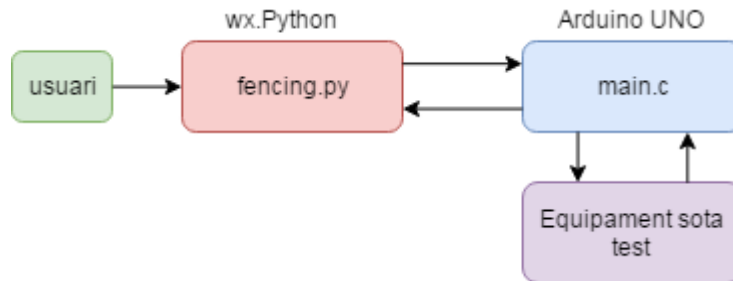 wx.Python
Arduino UNO
usuari
fencing.py
main.c
Equipament sota
test